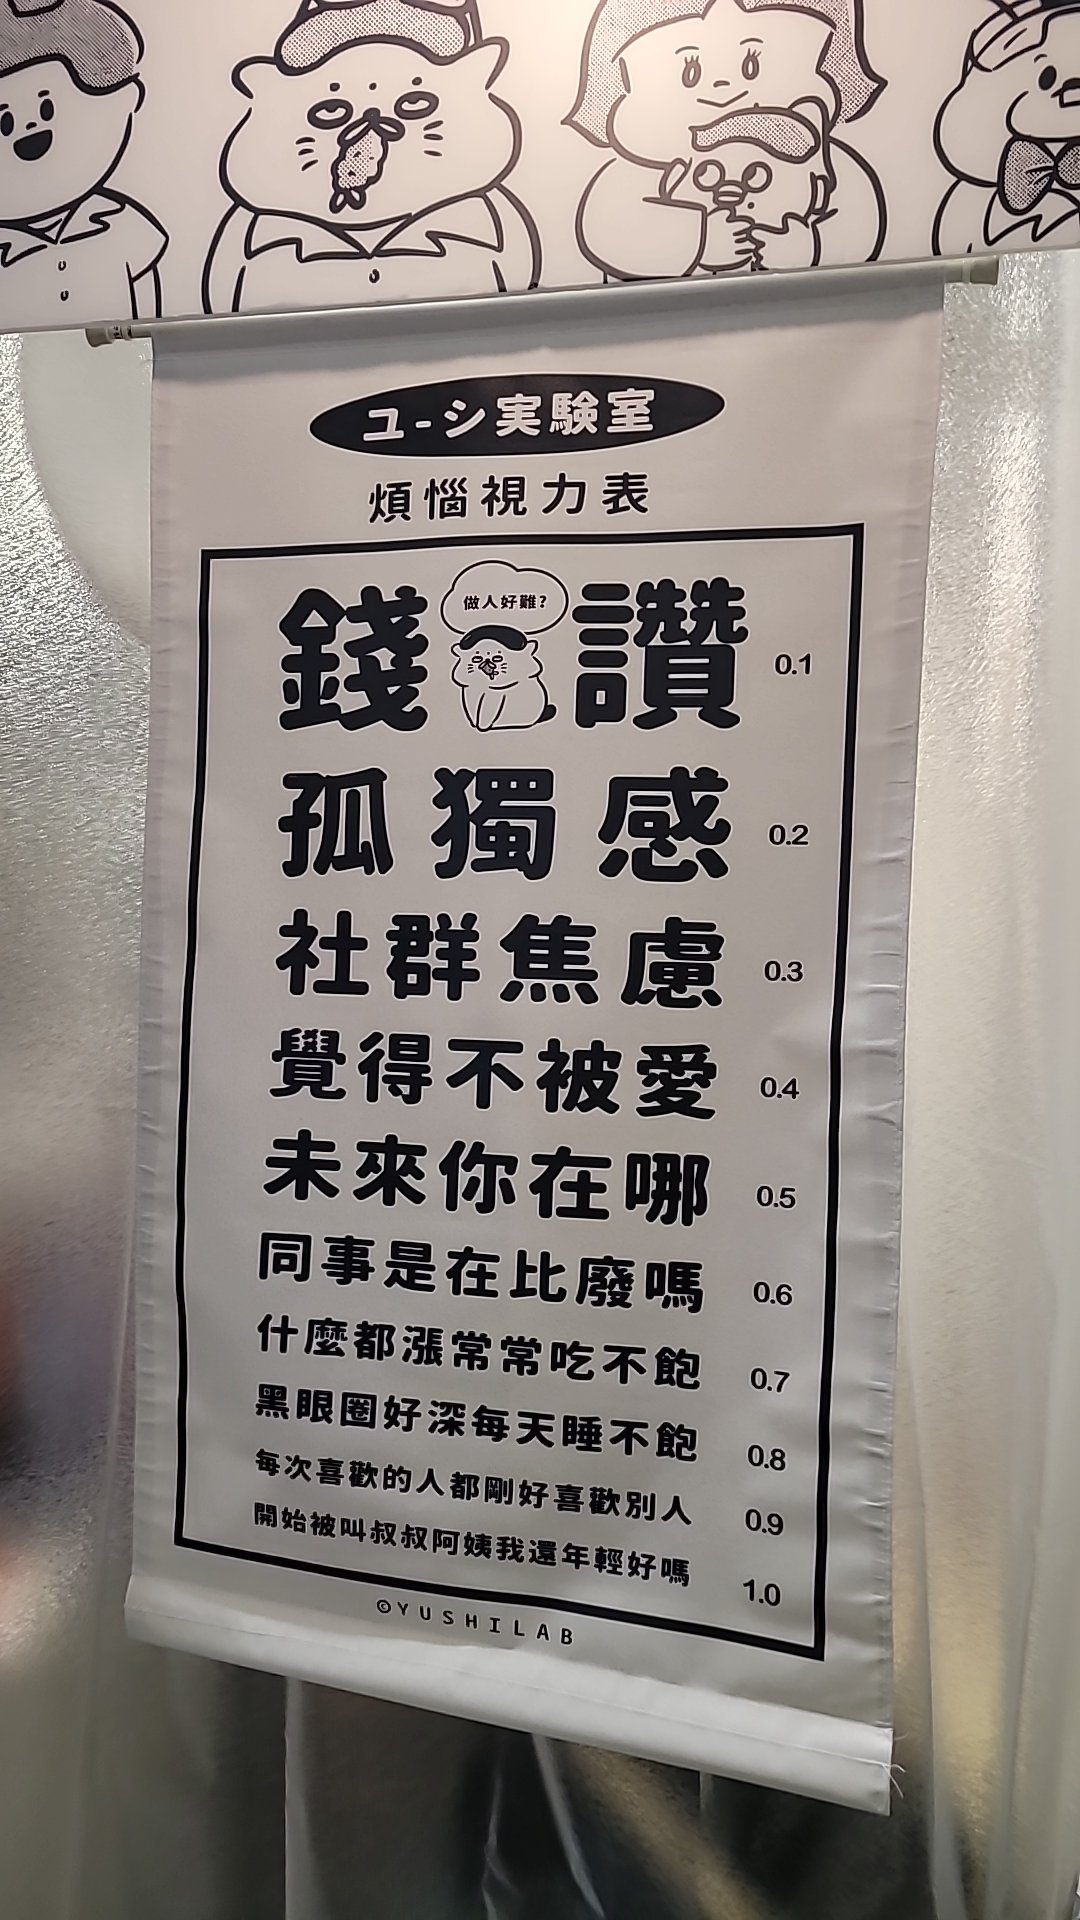 ユ-シ実験室
煩惱視力表
做人好難?
錢 讚 0.1
孤獨感 0.2
社群焦慮 0.3
覺得不被愛 0.4
未來你在哪 0.5
同事是在比廢嗎 0.6
什麼都漲常常吃不飽 0.7
黑眼圈好深每天睡不飽 0.8
每次喜歡的人都剛好喜歡別人 0.9
開始被叫叔叔阿姨我還年輕好嗎 1.0
©YUSHILAB